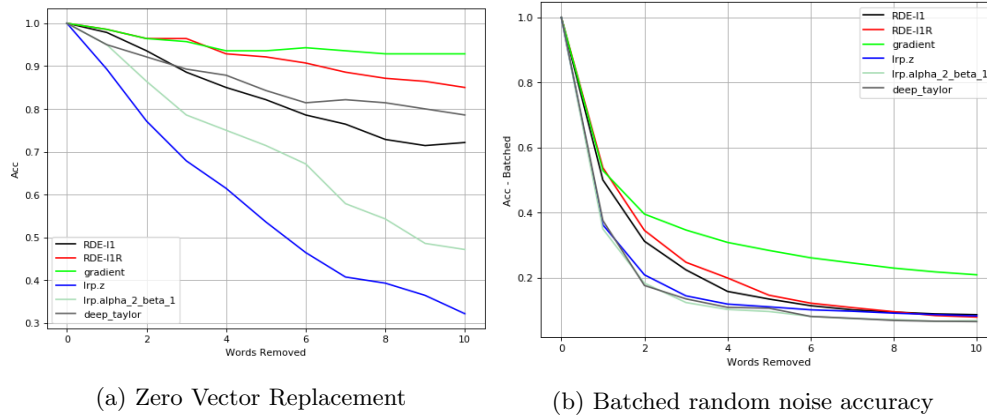 1.0
0.9
0.8
0.7
0.6
0.5
0.4
0.3
Acc
0 2 4 6 8 10
Words Removed
RDE-l1
RDE-l1R
gradient
lrp.z
lrp.alpha_2_beta_1
deep_taylor
(a) Zero Vector Replacement
1.0
0.8
0.6
0.4
0.2
Acc - Batched
0 2 4 6 8 10
Words Removed
RDE-l1
RDE-l1R
gradient
lrp.z
lrp.alpha_2_beta_1
deep_taylor
(b) Batched random noise accuracy